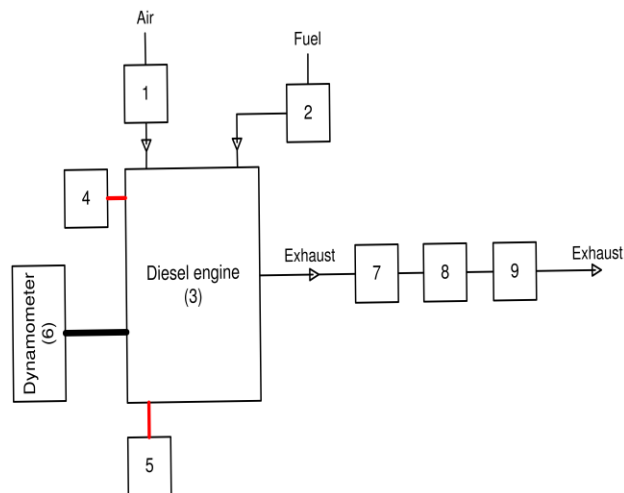 Air
Fuel
1
2
4
Diesel engine
(3)
Exhaust
7
8
9
Exhaust
Dynamometer
(6)
5